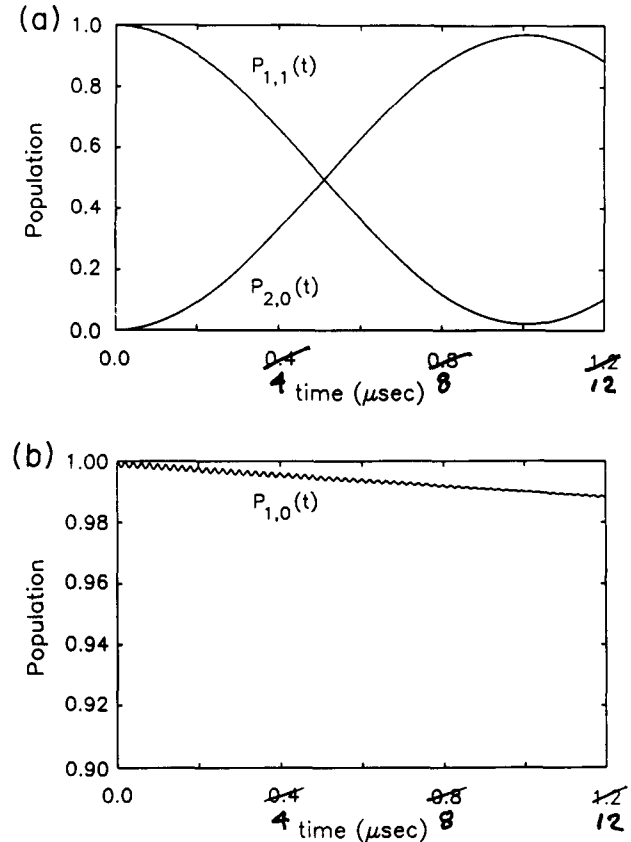 (a)
1.0
0.8
0.6
0.4
0.2
0.0
Population
P1,1(t)
P2,0(t)
0.0 0.4 0.8 1.2
4 8 12
time (μsec)
(b)
1.00
0.98
0.96
0.94
0.92
0.90
Population
P1,0(t)
0.0 0.4 0.8 1.2
4 8 12
time (μsec)